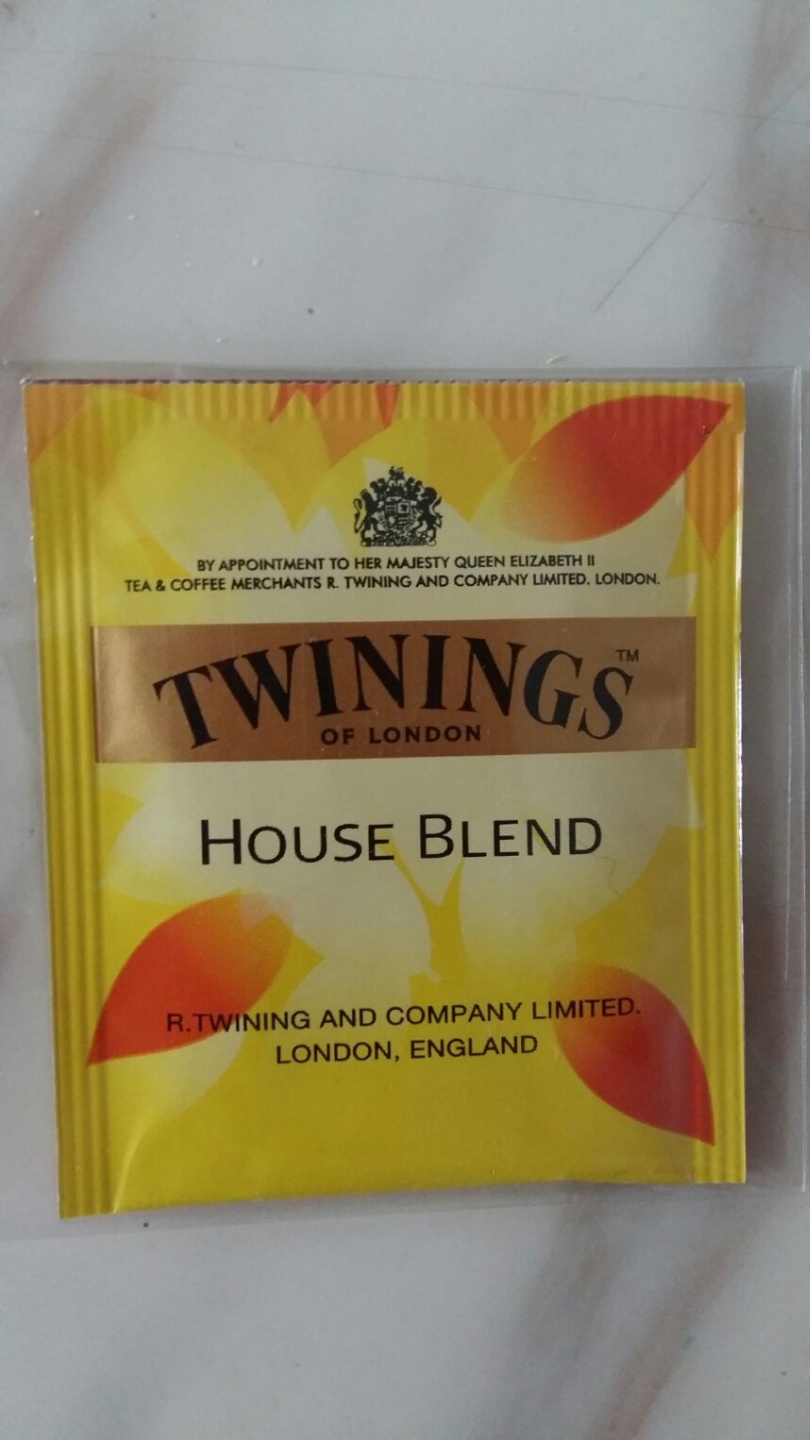 BY APPOINTMENT TO HER MAJESTY QUEEN ELIZABETH II
TEA & COFFEE MERCHANTS R. TWINING AND COMPANY LIMITED. LONDON.
TWININGS™
OF LONDON
HOUSE BLEND
R.TWINING AND COMPANY LIMITED.
LONDON, ENGLAND